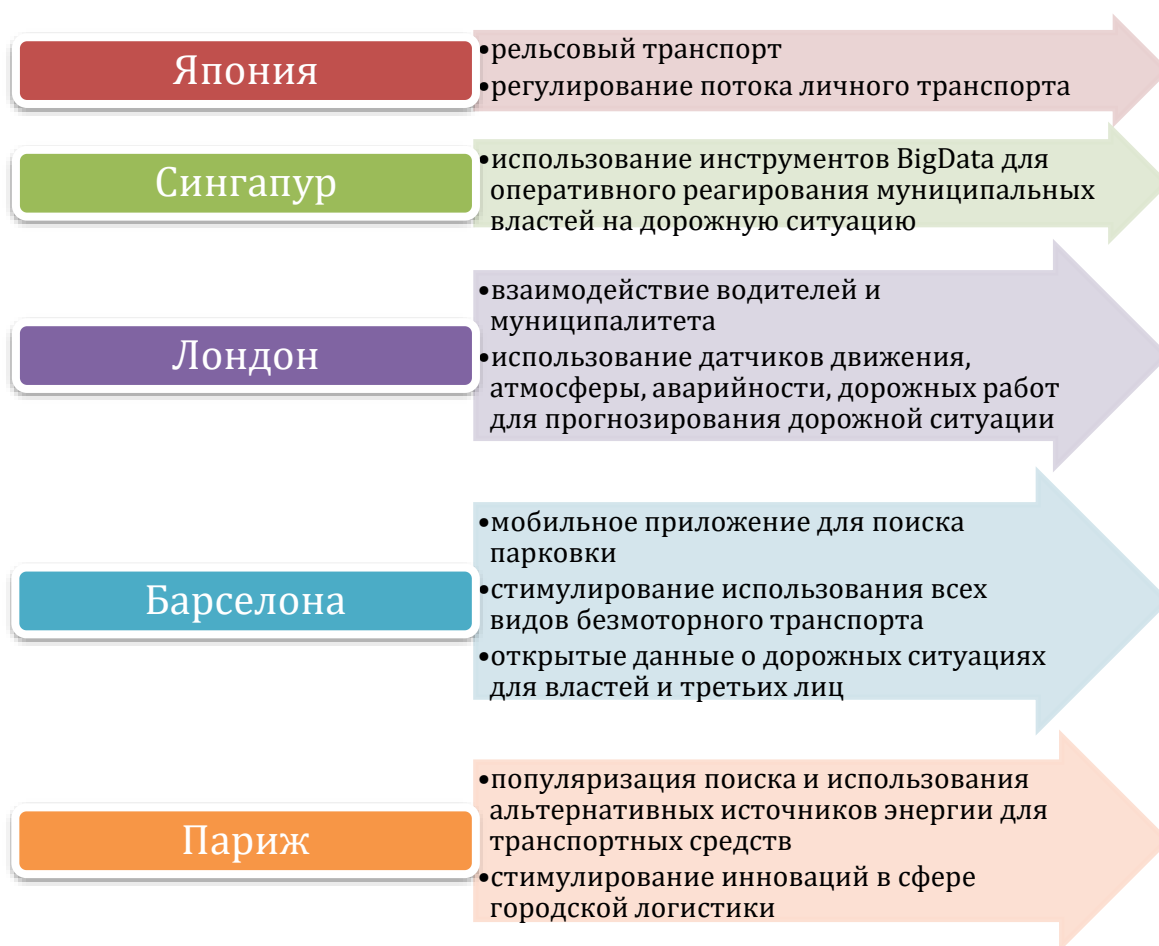 Япония
•рельсовый транспорт
•регулирование потока личного транспорта
Сингапур
•использование инструментов BigData для
оперативного реагирования муниципальных
властей на дорожную ситуацию
Лондон
•взаимодействие водителей и
муниципалитета
•использование датчиков движения,
атмосферы, аварийности, дорожных работ
для прогнозирования дорожной ситуации
Барселона
•мобильное приложение для поиска
парковки
•стимулирование использования всех
видов безмоторного транспорта
•открытые данные о дорожных ситуациях
для властей и третьих лиц
Париж
•популяризация поиска и использования
альтернативных источников энергии для
транспортных средств
•стимулирование инноваций в сфере
городской логистики